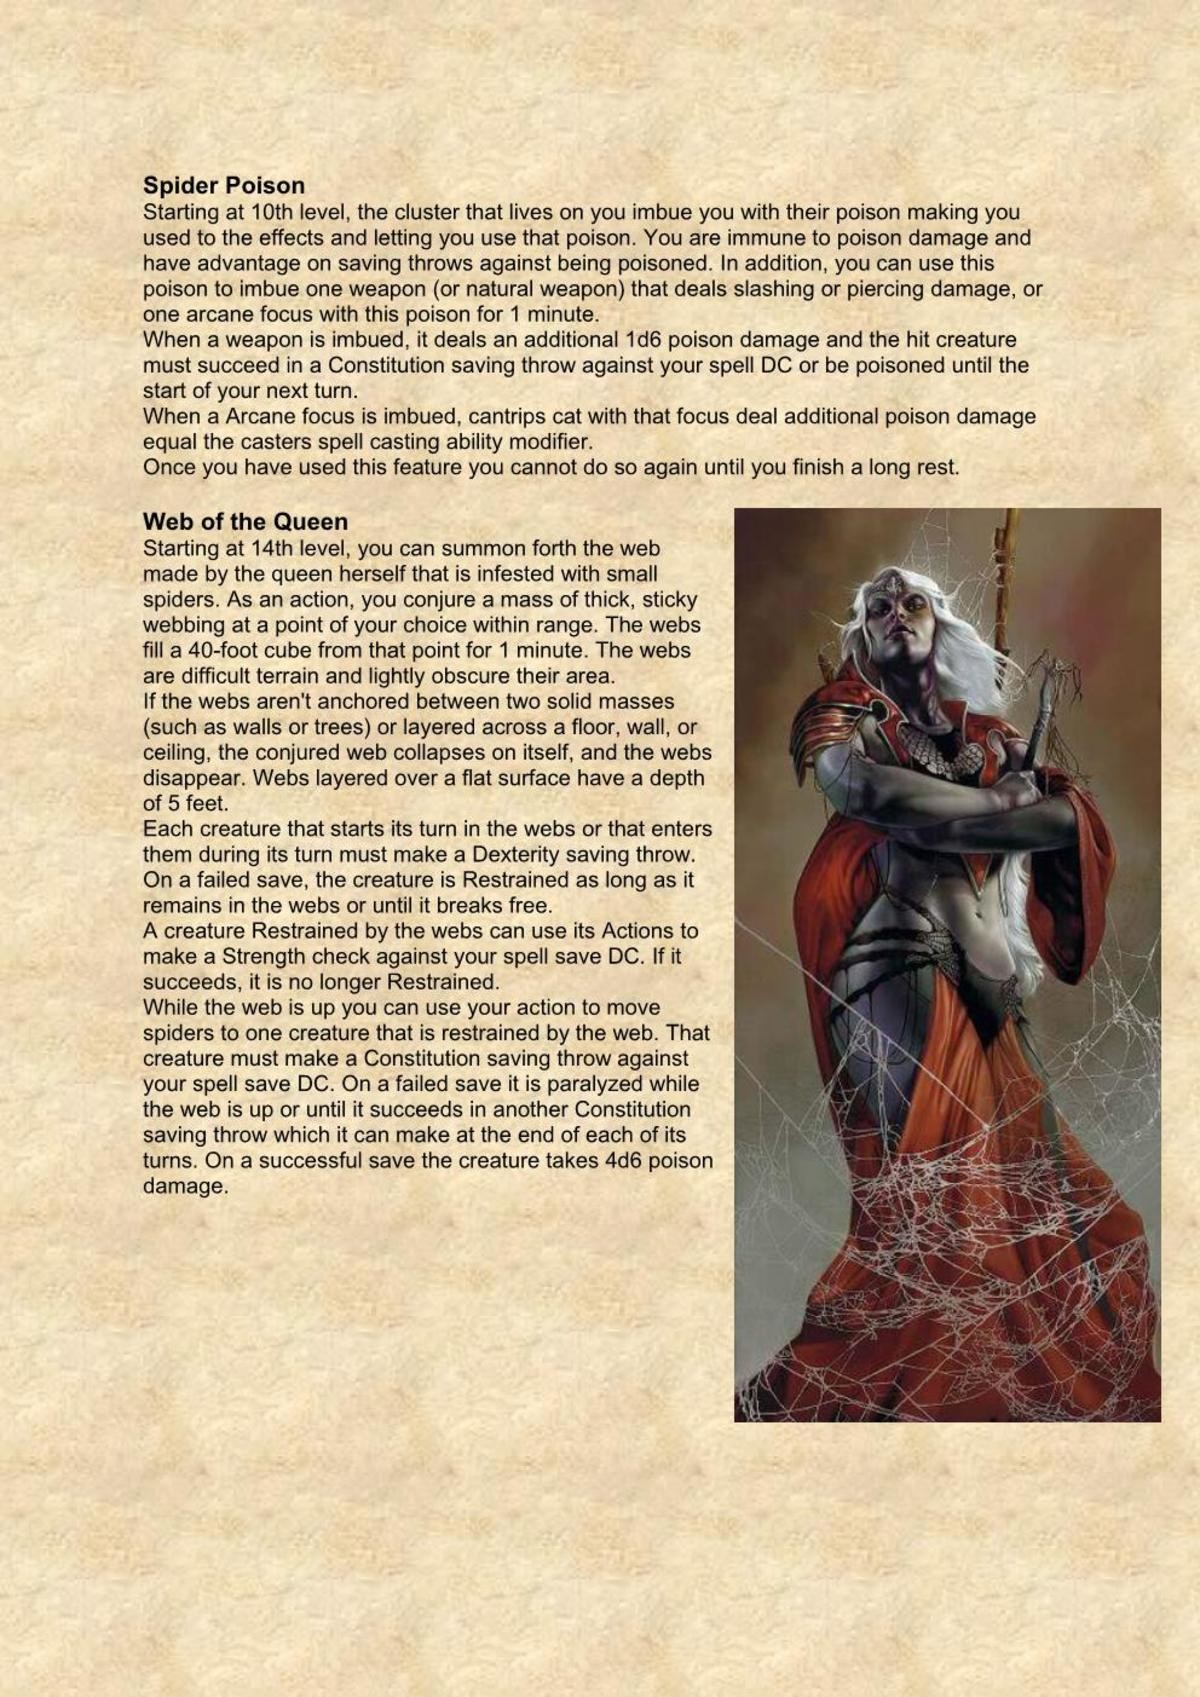 Spider Poison
Starting at 10th level, the cluster that lives on you imbue you with their poison making you
used to the effects and letting you use that poison. You are immune to poison damage and
have advantage on saving throws against being poisoned. In addition, you can use this
poison to imbue one weapon (or natural weapon) that deals slashing or piercing damage, or
one arcane focus with this poison for 1 minute.
When a weapon is imbued, it deals an additional 1d6 poison damage and the hit creature
must succeed in a Constitution saving throw against your spell DC or be poisoned until the
start of your next turn.
When a Arcane focus is imbued, cantrips cat with that focus deal additional poison damage
equal the casters spell casting ability modifier.
Once you have used this feature you cannot do so again until you finish a long rest.
Web of the Queen
Starting at 14th level, you can summon forth the web
made by the queen herself that is infested with small
spiders. As an action, you conjure a mass of thick, sticky
webbing at a point of your choice within range. The webs
fill a 40-foot cube from that point for 1 minute. The webs
are difficult terrain and lightly obscure their area.
If the webs aren't anchored between two solid masses
(such as walls or trees) or layered across a floor, wall, or
ceiling, the conjured web collapses on itself, and the webs
disappear. Webs layered over a flat surface have a depth
of 5 feet.
Each creature that starts its turn in the webs or that enters
them during its turn must make a Dexterity saving throw.
On a failed save, the creature is Restrained as long as it
remains in the webs or until it breaks free.
A creature Restrained by the webs can use its Actions to
make a Strength check against your spell save DC. If it
succeeds, it is no longer Restrained.
While the web is up you can use your action to move
spiders to one creature that is restrained by the web. That
creature must make a Constitution saving throw against
your spell save DC. On a failed save it is paralyzed while
the web is up or until it succeeds in another Constitution
saving throw which it can make at the end of each of its
turns. On a successful save the creature takes 4d6 poison
damage.